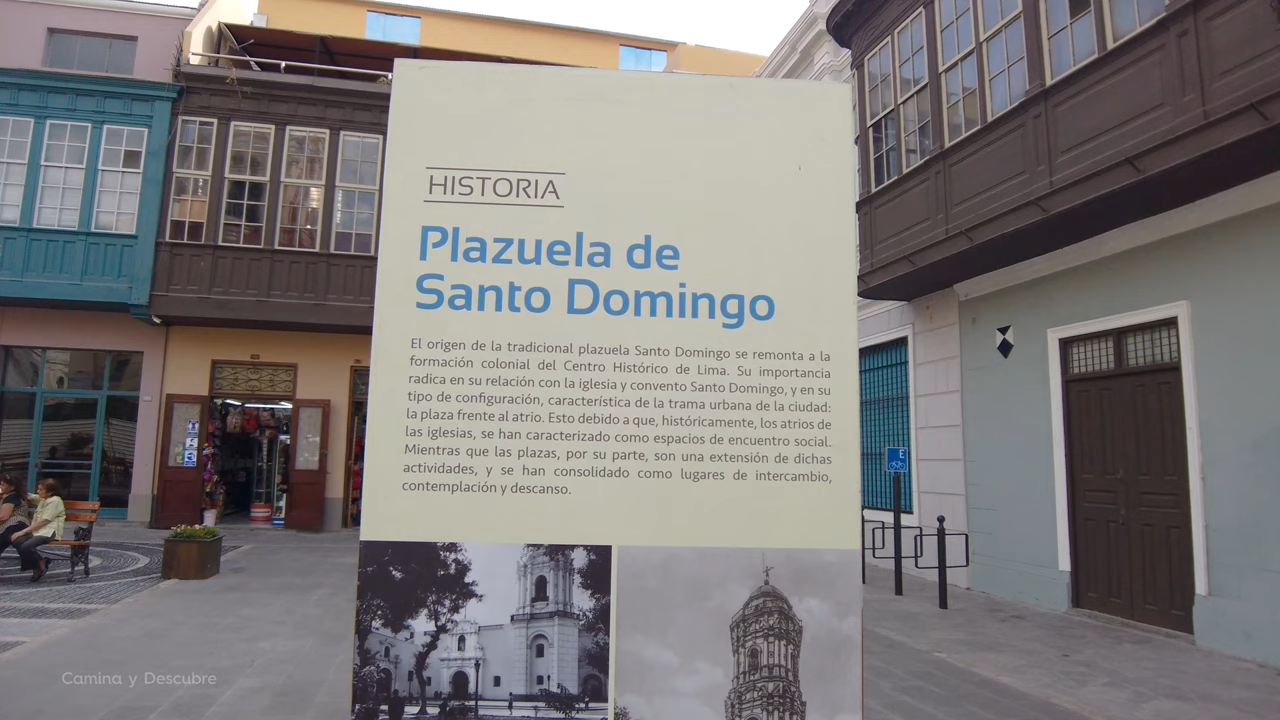 HISTORIA
Plazuela de
Santo Domingo
El origen de la tradicional plazuela Santo Domingo se remonta a la
formación colonial del Centro Histórico de Lima. Su importancia
radica en su relación con la iglesia y convento Santo Domingo, y en su
tipo de configuración, característica de la trama urbana de la ciudad:
la plaza frente al atrio. Esto debido a que, históricamente, los atrios de
las iglesias, se han caracterizado como espacios de encuentro social.
Mientras que las plazas, por su parte, son una extensión de dichas
actividades, y se han consolidado como lugares de intercambio,
contemplación y descanso.
E
Camina y Descubre